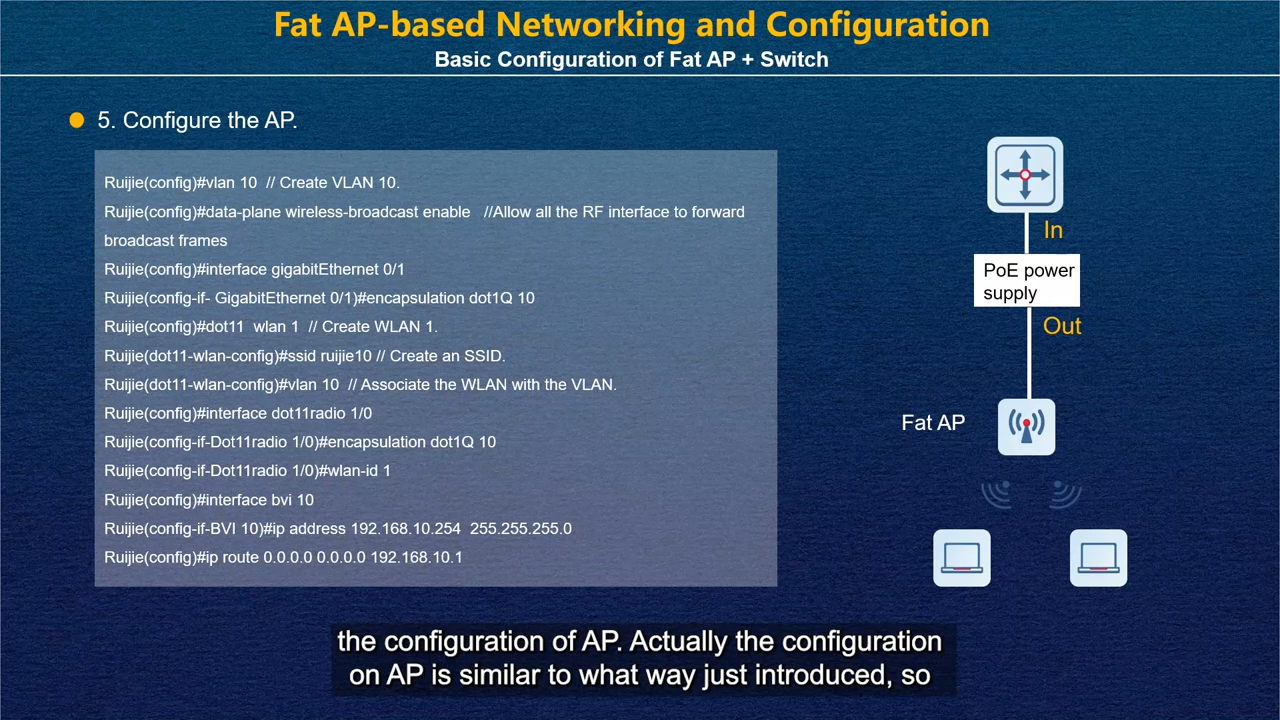 Fat AP-based Networking and Configuration
Basic Configuration of Fat AP + Switch
5. Configure the AP.
Ruijie(config)#vlan 10  // Create VLAN 10.
Ruijie(config)#data-plane wireless-broadcast enable   //Allow all the RF interface to forward
broadcast frames
Ruijie(config)#interface gigabitEthernet 0/1
Ruijie(config-if- GigabitEthernet 0/1)#encapsulation dot1Q 10
Ruijie(config)#dot11  wlan 1  // Create WLAN 1.
Ruijie(dot11-wlan-config)#ssid ruijie10 // Create an SSID.
Ruijie(dot11-wlan-config)#vlan 10  // Associate the WLAN with the VLAN.
Ruijie(config)#interface dot11radio 1/0
Ruijie(config-if-Dot11radio 1/0)#encapsulation dot1Q 10
Ruijie(config-if-Dot11radio 1/0)#wlan-id 1
Ruijie(config)#interface bvi 10
Ruijie(config-if-BVI 10)#ip address 192.168.10.254  255.255.255.0
Ruijie(config)#ip route 0.0.0.0 0.0.0.0 192.168.10.1
In
PoE power
supply
Out
Fat AP
the configuration of AP. Actually the configuration
on AP is similar to what way just introduced, so